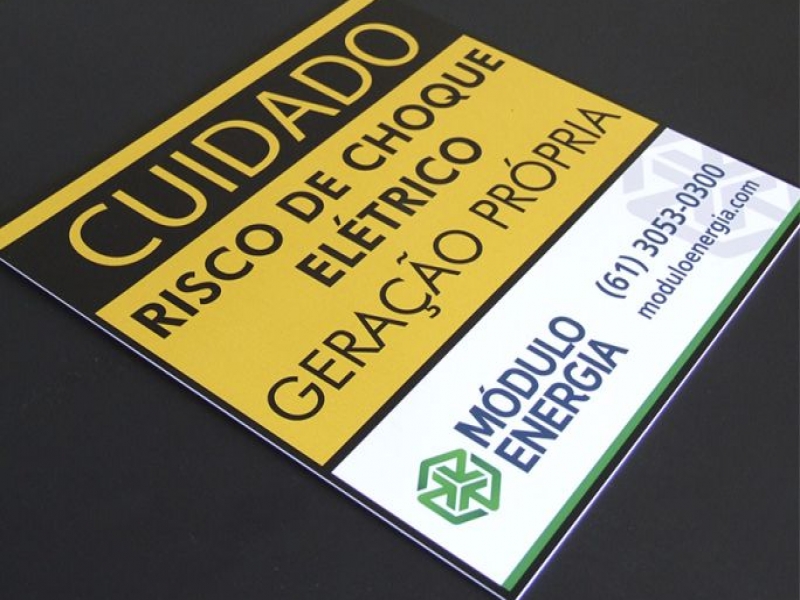 CUIDADO
RISCO DE CHOQUE
ELÉTRICO
GERAÇÃO PRÓPRIA
MÓDULO
ENERGIA
(61) 3053-0300
moduloenergia.com